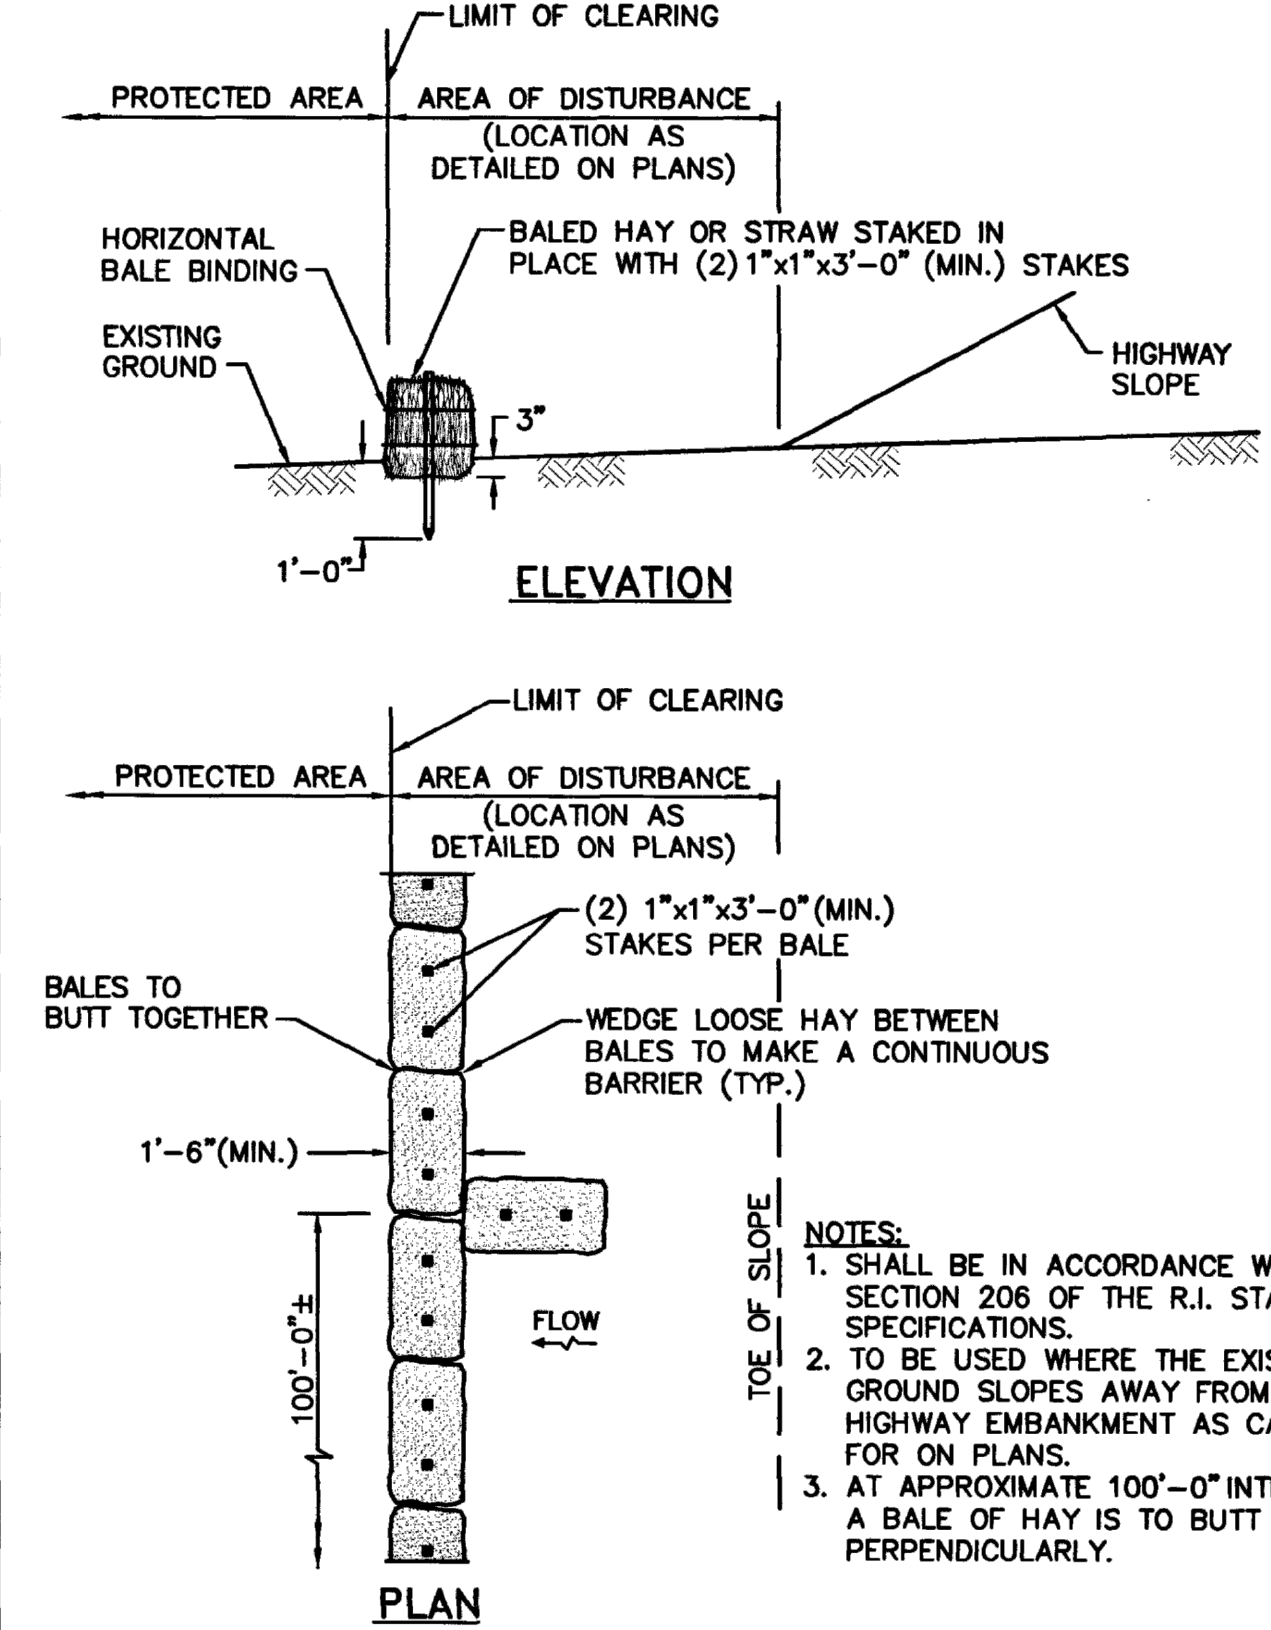 LIMIT OF CLEARING
PROTECTED AREA
AREA OF DISTURBANCE
(LOCATION AS
DETAILED ON PLANS)
HORIZONTAL
BALE BINDING
BALED HAY OR STRAW STAKED IN
PLACE WITH (2) 1"x1"x3'-0" (MIN.) STAKES
EXISTING
GROUND
HIGHWAY
SLOPE
3"
1'-0"
ELEVATION
LIMIT OF CLEARING
PROTECTED AREA
AREA OF DISTURBANCE
(LOCATION AS
DETAILED ON PLANS)
(2) 1"x1"x3'-0"(MIN.)
STAKES PER BALE
BALES TO
BUTT TOGETHER
WEDGE LOOSE HAY BETWEEN
BALES TO MAKE A CONTINUOUS
BARRIER (TYP.)
1'-6"(MIN.)
100'-0"±
FLOW
TOE OF SLOPE
NOTES:
1. SHALL BE IN ACCORDANCE
SECTION 206 OF THE R.I.
SPECIFICATIONS.
2. TO BE USED WHERE THE
GROUND SLOPES AWAY FROM
HIGHWAY EMBANKMENT AS
FOR ON PLANS.
3. AT APPROXIMATE 100'-0"
A BALE OF HAY IS TO BUTT
PERPENDICULARLY.
PLAN